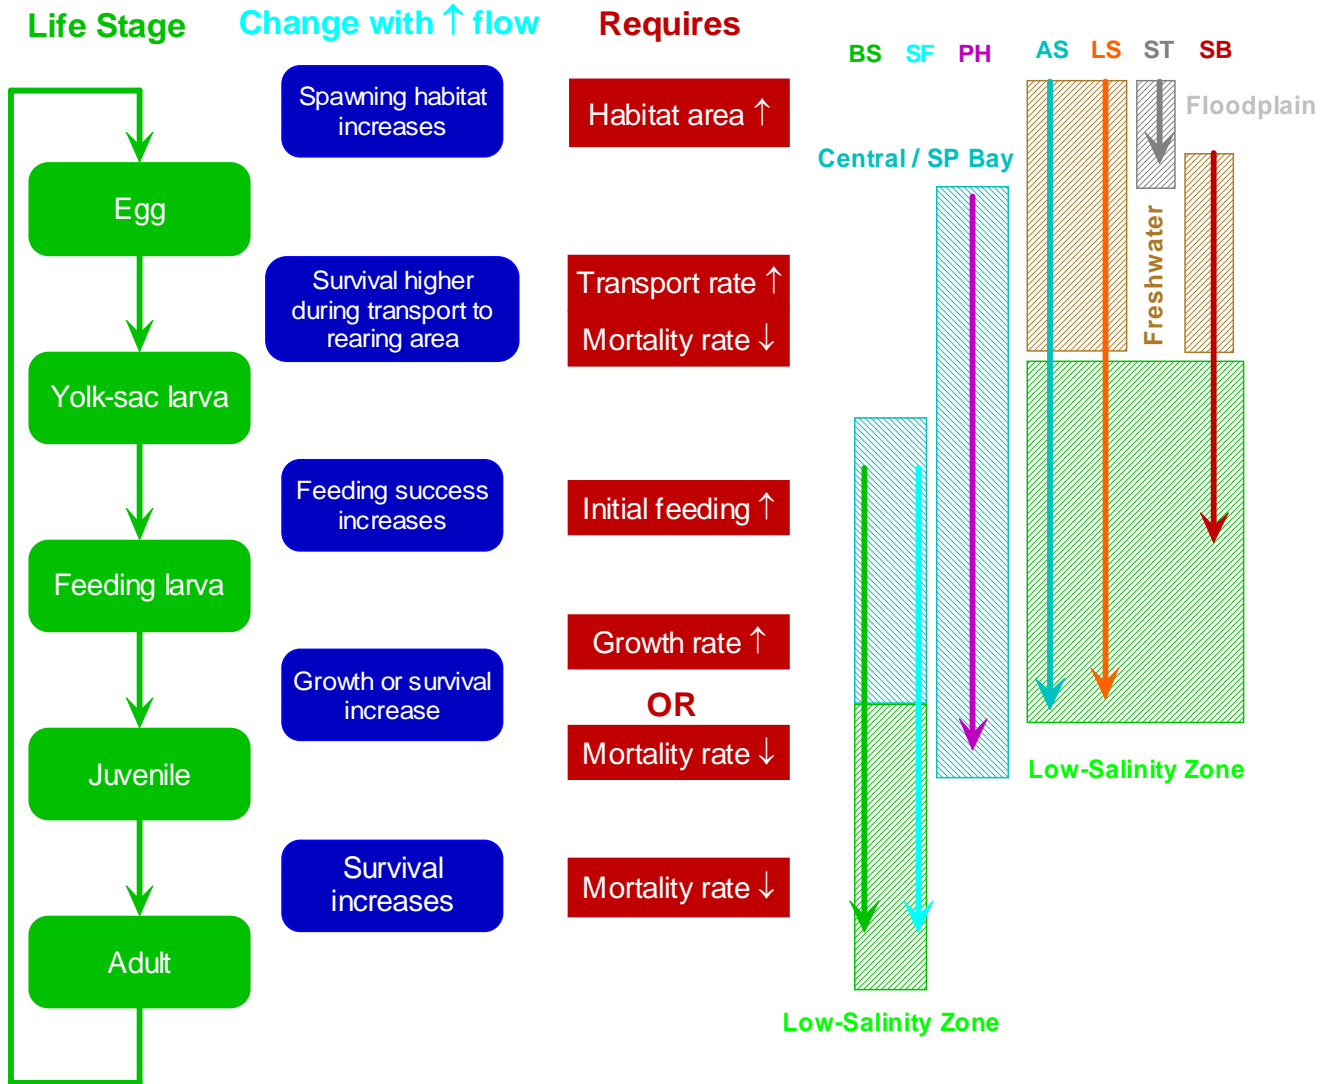 Life Stage
Change with ↑ flow
Requires
BS SF PH
AS LS ST SB
Spawning habitat
increases
Habitat area ↑
Floodplain
Central / SP Bay
Egg
Freshwater
Survival higher
during transport to
rearing area
Transport rate ↑
Mortality rate ↓
Yolk-sac larva
Feeding success
increases
Initial feeding ↑
Feeding larva
Growth rate ↑
Growth or survival
increase
OR
Mortality rate ↓
Juvenile
Low-Salinity Zone
Survival
increases
Mortality rate ↓
Adult
Low-Salinity Zone